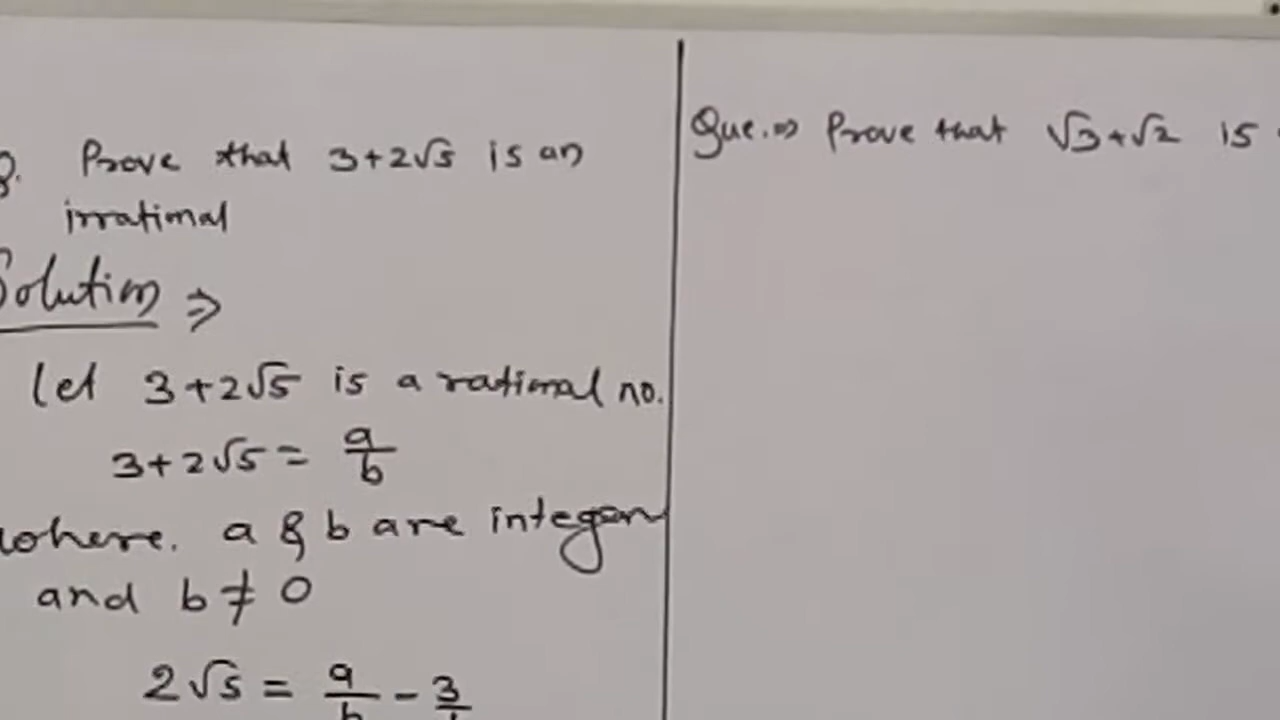 Q. Prove that 3+2√5 is an
irrational
Solution ⇒
let 3+2√5 is a rational no.
3+2√5 = a/b
where. a & b are integers
and b ≠ 0
2√5 = a/b - 3/1
Que.⇒ Prove that √3+√2 is